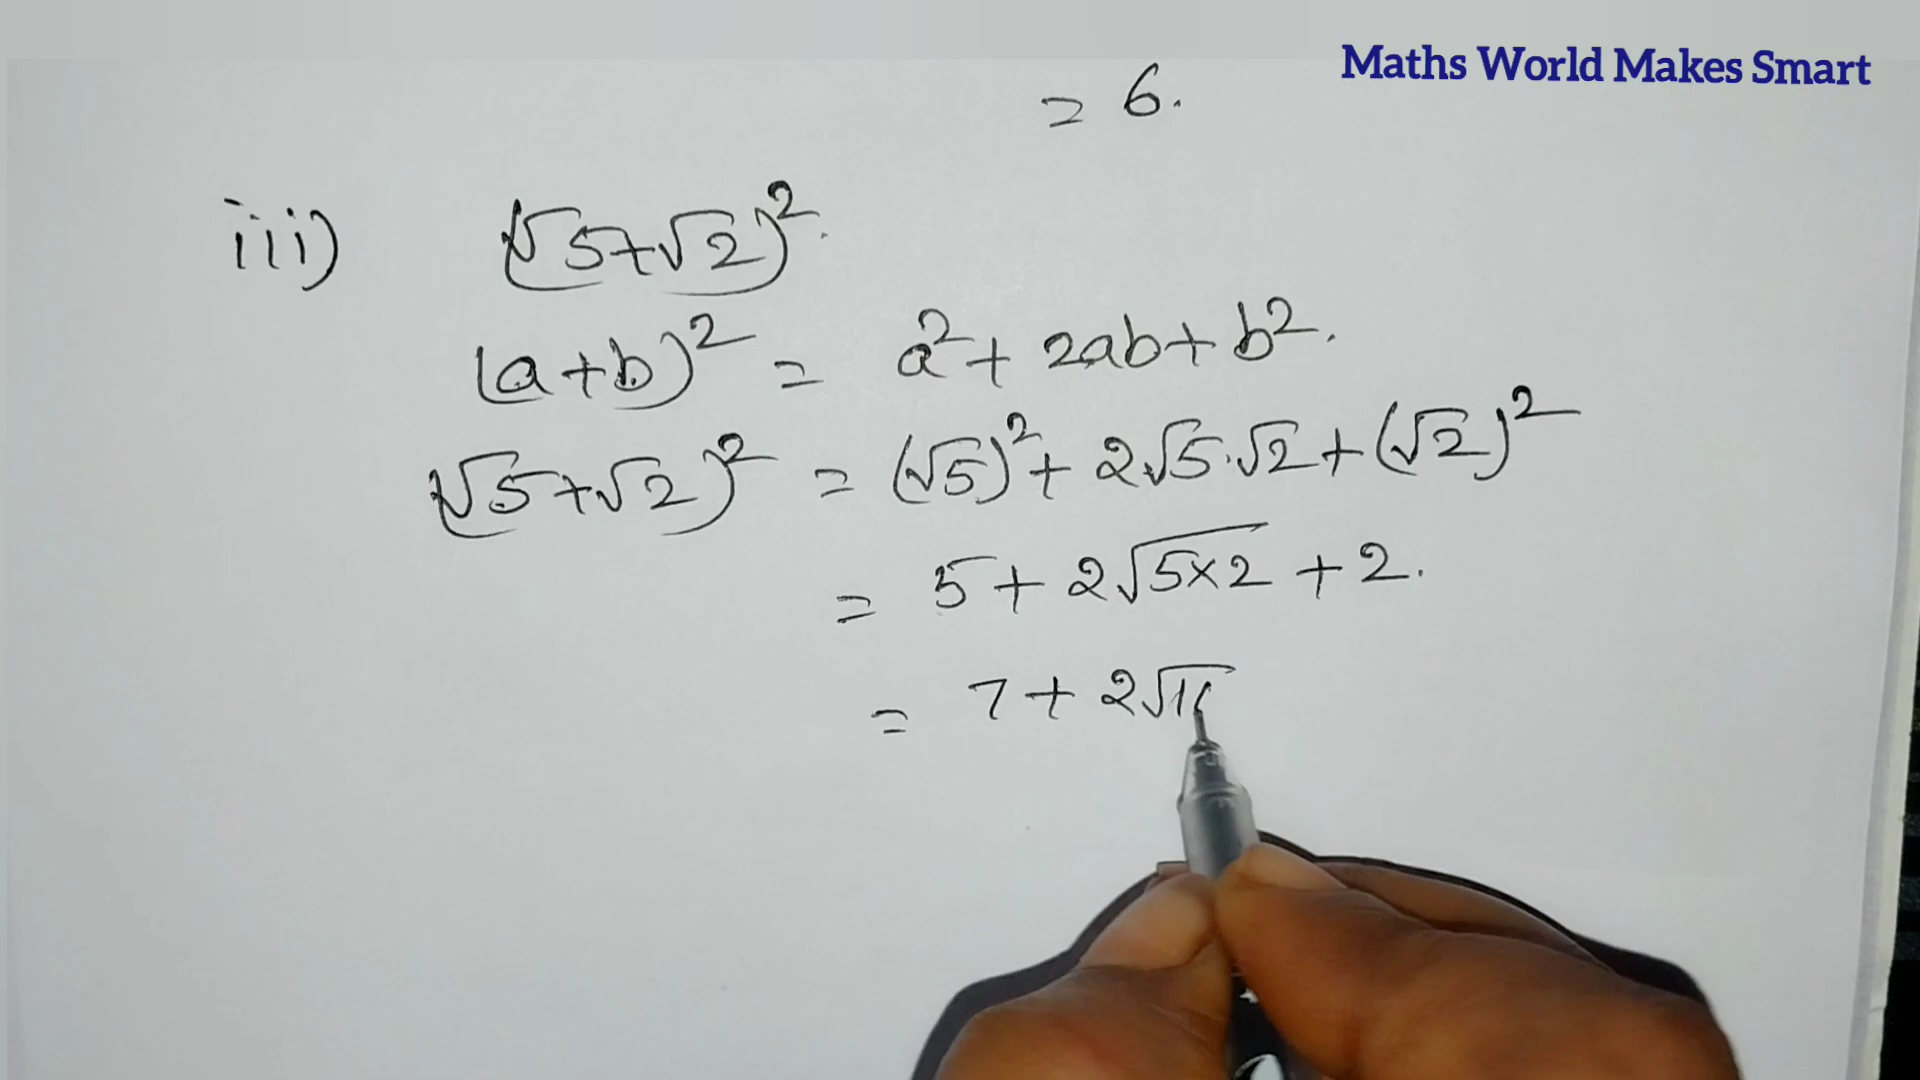 Maths World Makes Smart
= 6.
iii) (√5+√2)².
(a+b)² = a²+ 2ab+ b².
(√5+√2)² = (√5)²+ 2√5.√2+(√2)²
= 5+ 2√5×2 +2.
= 7+ 2√1